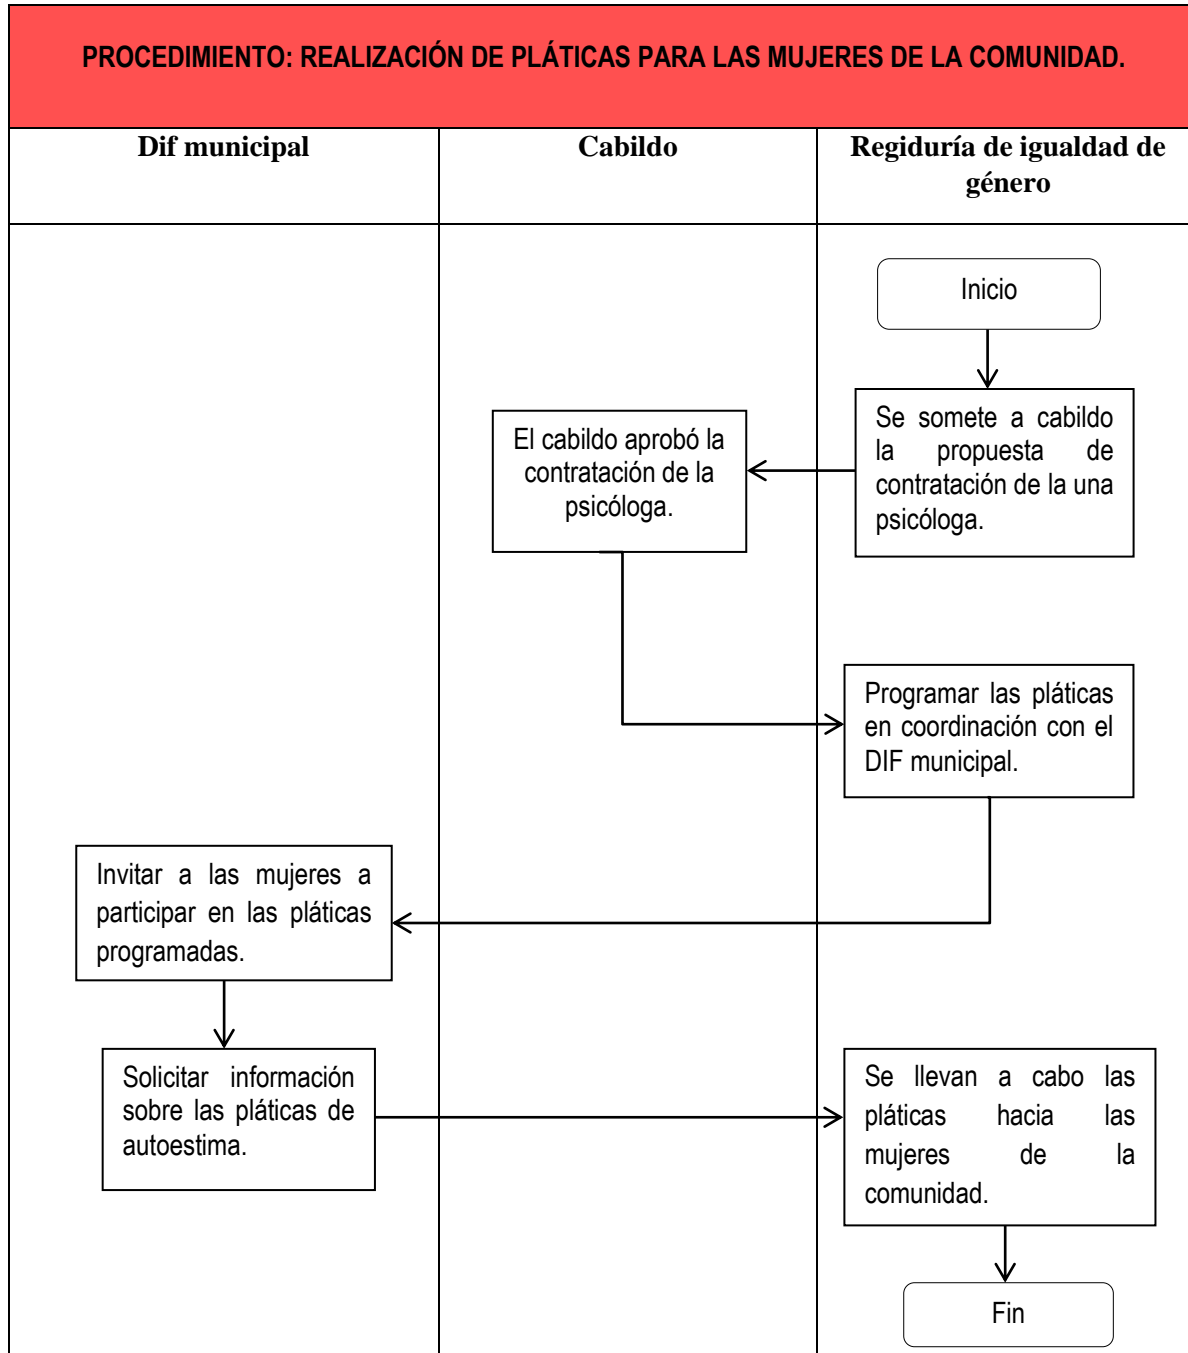 PROCEDIMIENTO: REALIZACIÓN DE PLÁTICAS PARA LAS MUJERES DE LA COMUNIDAD.
Dif municipal
Cabildo
Regiduría de igualdad de
género
Inicio
Se somete a cabildo
la propuesta de
contratación de la una
psicóloga.
El cabildo aprobó la
contratación de la
psicóloga.
Programar las pláticas
en coordinación con el
DIF municipal.
Invitar a las mujeres a
participar en las pláticas
programadas.
Solicitar información
sobre las pláticas de
autoestima.
Se llevan a cabo las
pláticas hacia las
mujeres de la
comunidad.
Fin